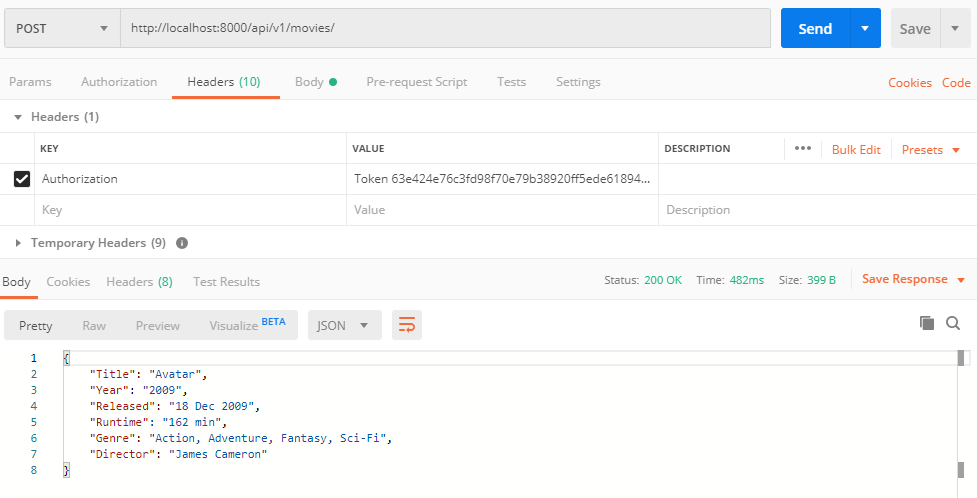 POST http://localhost:8000/api/v1/movies/ Send Save
Params Authorization Headers (10) Body Pre-request Script Tests Settings Cookies Code
Headers (1)
KEY VALUE DESCRIPTION ••• Bulk Edit Presets
Authorization Token 63e424e76c3fd98f70e79b38920ff5ede61894...
Key Value Description
Temporary Headers (9) i
Body Cookies Headers (8) Test Results Status: 200 OK Time: 482ms Size: 399 B Save Response
Pretty Raw Preview Visualize BETA JSON
1 {
2 "Title": "Avatar",
3 "Year": "2009",
4 "Released": "18 Dec 2009",
5 "Runtime": "162 min",
6 "Genre": "Action, Adventure, Fantasy, Sci-Fi",
7 "Director": "James Cameron"
8 }